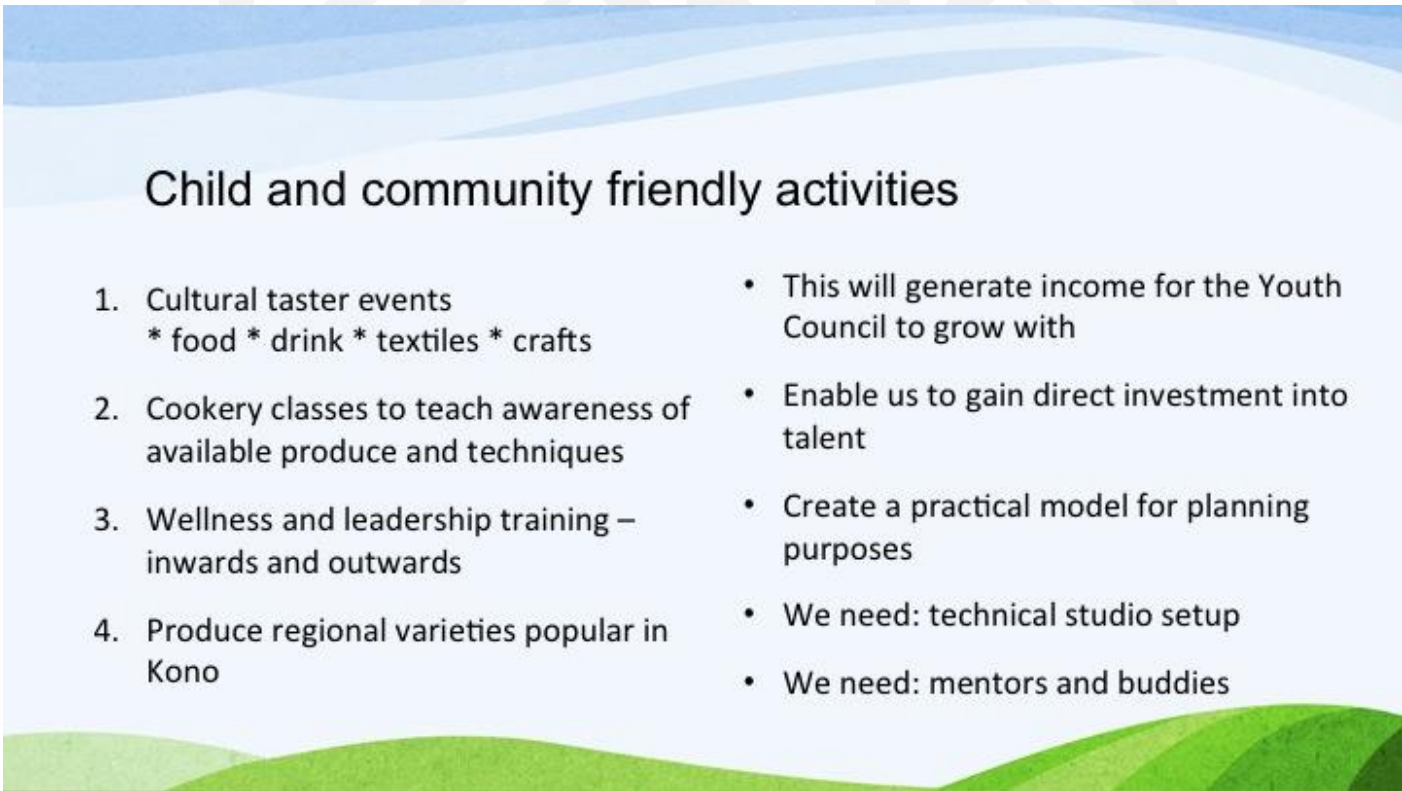 Child and community friendly activities
1. Cultural taster events
* food * drink * textiles * crafts
2. Cookery classes to teach awareness of
available produce and techniques
3. Wellness and leadership training –
inwards and outwards
4. Produce regional varieties popular in
Kono
• This will generate income for the Youth
Council to grow with
• Enable us to gain direct investment into
talent
• Create a practical model for planning
purposes
• We need: technical studio setup
• We need: mentors and buddies